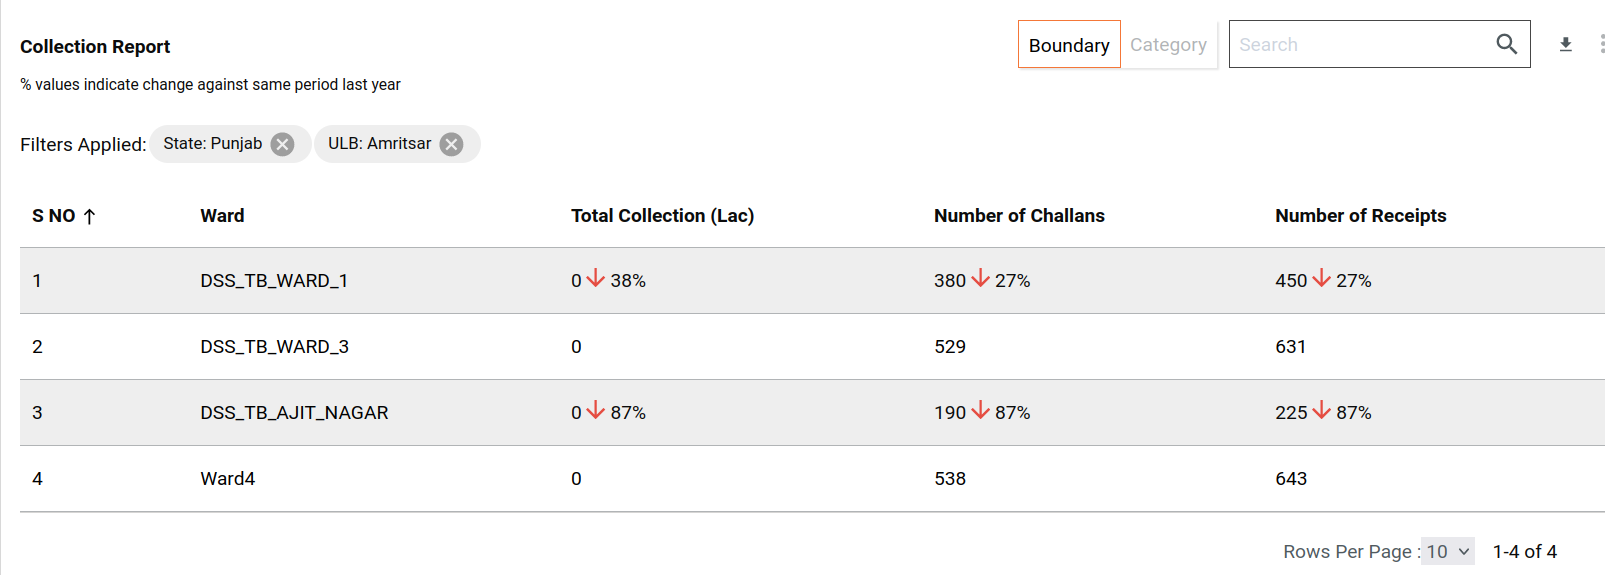 Collection Report
Boundary Category Search
% values indicate change against same period last year
Filters Applied: State: Punjab ULB: Amritsar
S NO ↑ Ward Total Collection (Lac) Number of Challans Number of Receipts
1 DSS_TB_WARD_1 0 ↓ 38% 380 ↓ 27% 450 ↓ 27%
2 DSS_TB_WARD_3 0 529 631
3 DSS_TB_AJIT_NAGAR 0 ↓ 87% 190 ↓ 87% 225 ↓ 87%
4 Ward4 0 538 643
Rows Per Page : 10 1-4 of 4